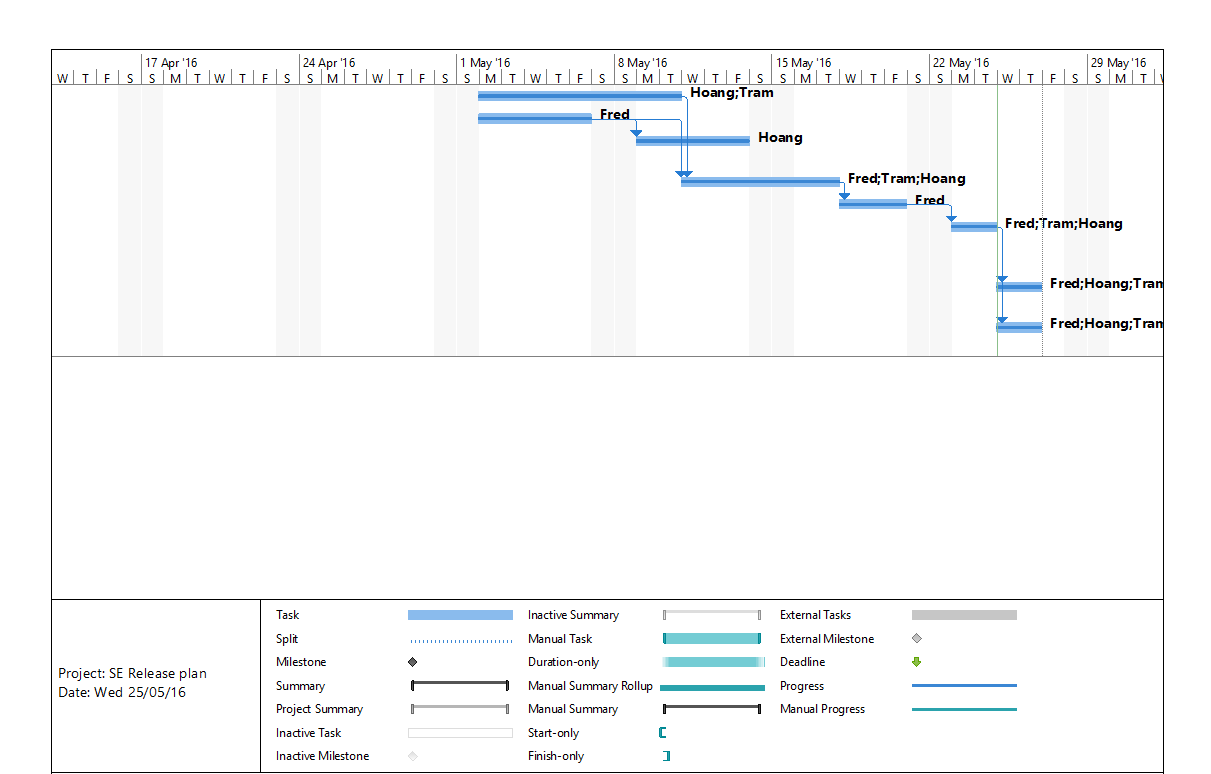 17 Apr '16 24 Apr '16 1 May '16 8 May '16 15 May '16 22 May '16 29 May '16
W T F S S M T W T F S S M T W T F S S M T W T F S S M T W T F S S M T W T F S S M T W T F S S M T W
Hoang;Tram
Fred
Hoang
Fred;Tram;Hoang
Fred
Fred;Tram;Hoang
Fred;Hoang;Tram
Fred;Hoang;Tram
Project: SE Release plan
Date: Wed 25/05/16
Task Inactive Summary External Tasks
Split Manual Task External Milestone
Milestone Duration-only Deadline
Summary Manual Summary Rollup Progress
Project Summary Manual Summary Manual Progress
Inactive Task Start-only
Inactive Milestone Finish-only